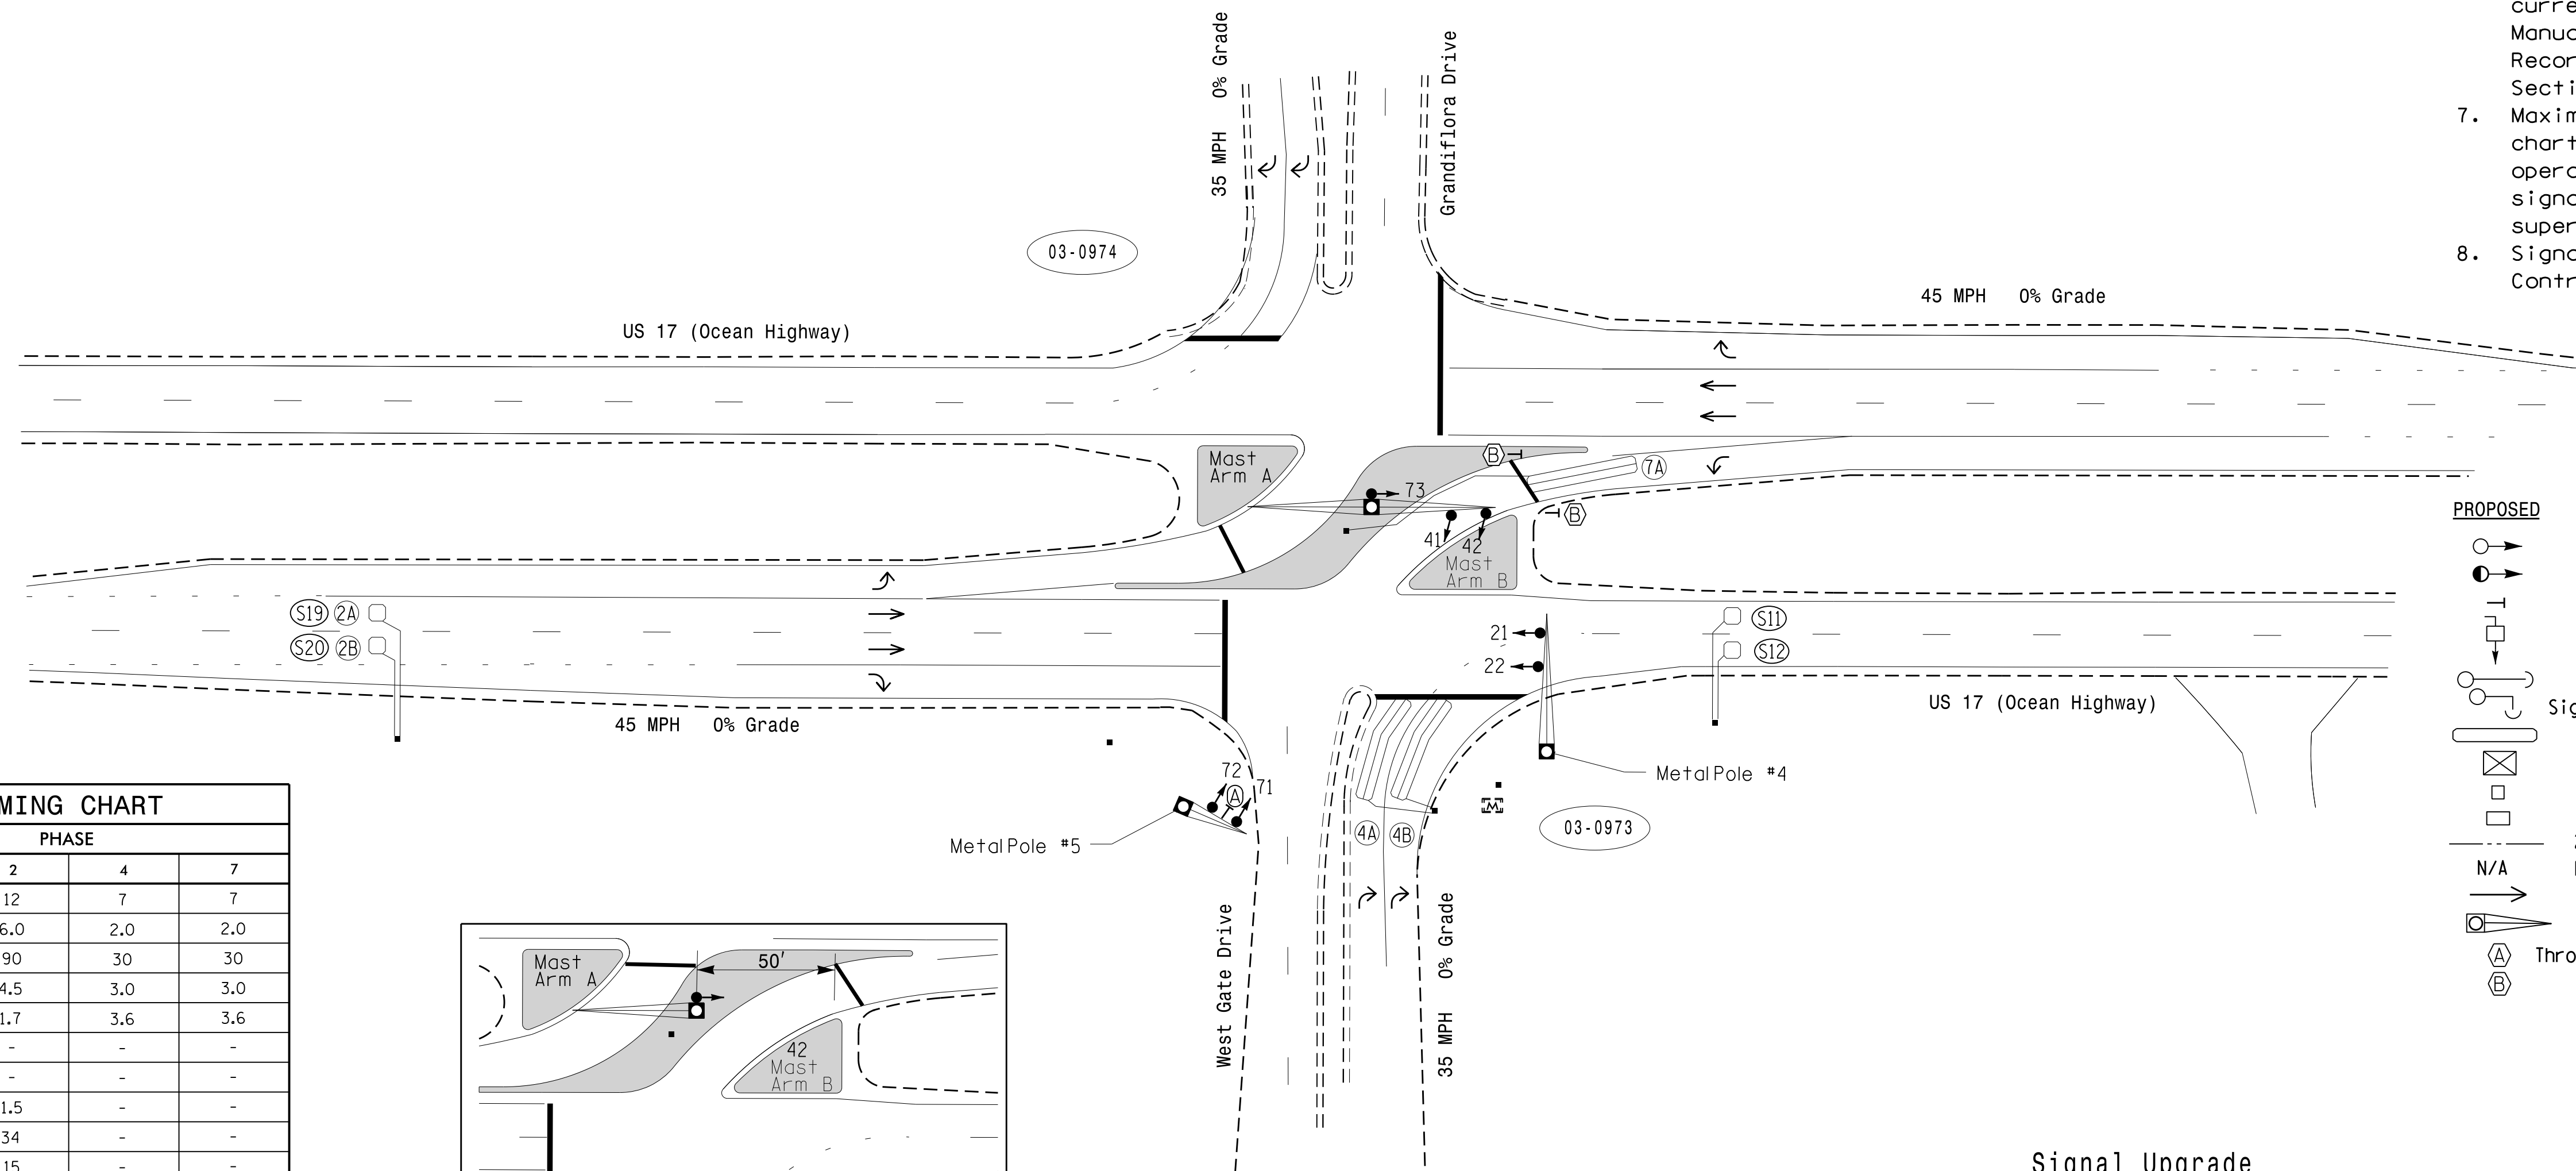 curre
Manua
Recor
Secti
7. Maxim
chart
opera
signa
super
8. Signa
Contr
35 MPH 0% Grade
Grandiflora Drive
03-0974
45 MPH 0% Grade
US 17 (Ocean Highway)
Mast
Arm A
B
7A
73
B
41
42
Mast
Arm B
PROPOSED
S19 2A
S20 2B
21
22
S11
S12
45 MPH 0% Grade
US 17 (Ocean Highway)
Sig
72
A
71
Metal Pole #4
M
Metal Pole #5
4A 4B
03-0973
N/A
A Thro
B
MING CHART
PHASE
2 4 7
12 7 7
6.0 2.0 2.0
90 30 30
4.5 3.0 3.0
1.7 3.6 3.6
- - -
- - -
1.5 - -
34 - -
15 - -
West Gate Drive
35 MPH 0% Grade
Mast
Arm A
50'
42
Mast
Arm B
Signal Upgrade